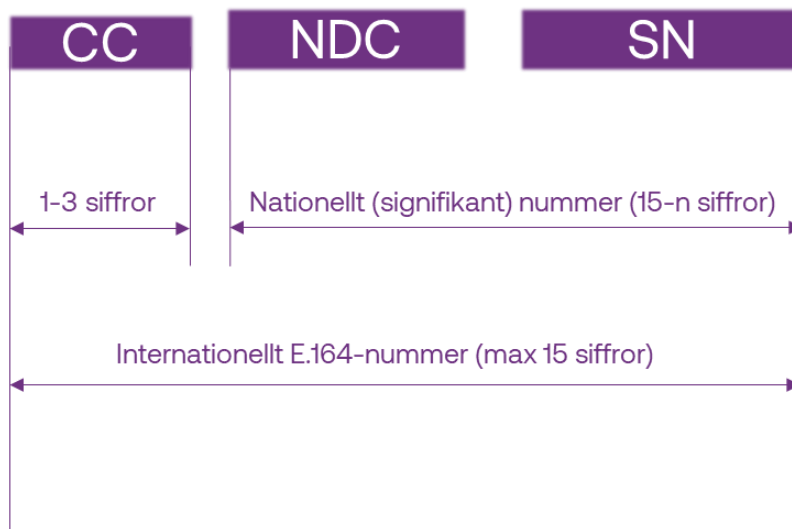 CC NDC SN
1-3 siffror Nationellt (signifikant) nummer (15-n siffror)
Internationellt E.164-nummer (max 15 siffror)